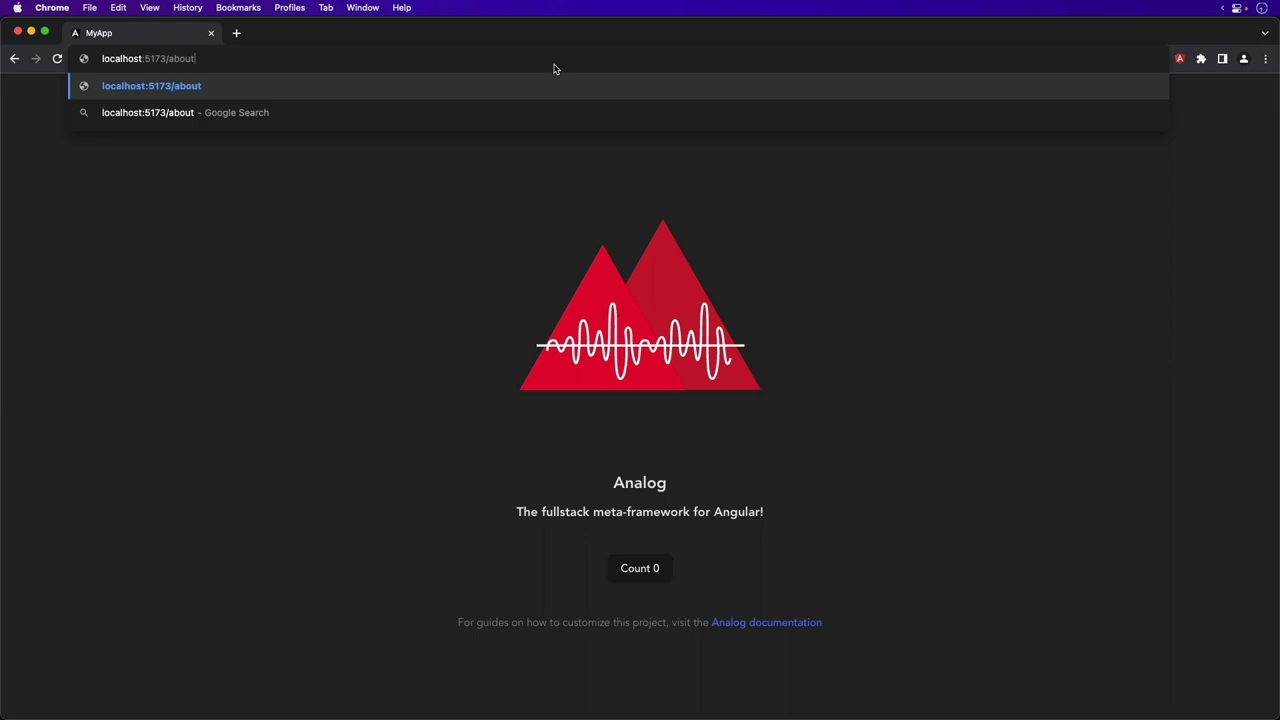 Chrome File Edit View History Bookmarks Profiles Tab Window Help
MyApp
localhost:5173/about
localhost:5173/about
localhost:5173/about - Google Search
Analog
The fullstack meta-framework for Angular!
Count 0
For guides on how to customize this project, visit the Analog documentation